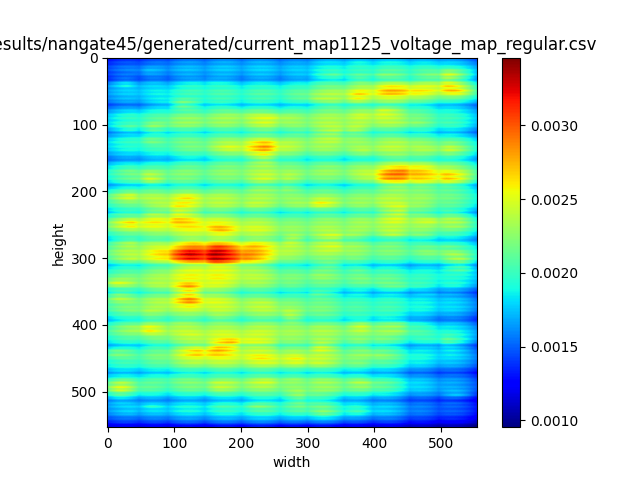 esults/nangate45/generated/current_map1125_voltage_map_regular.csv
0
100
200
300
400
500
height
0 100 200 300 400 500
width
0.0030
0.0025
0.0020
0.0015
0.0010